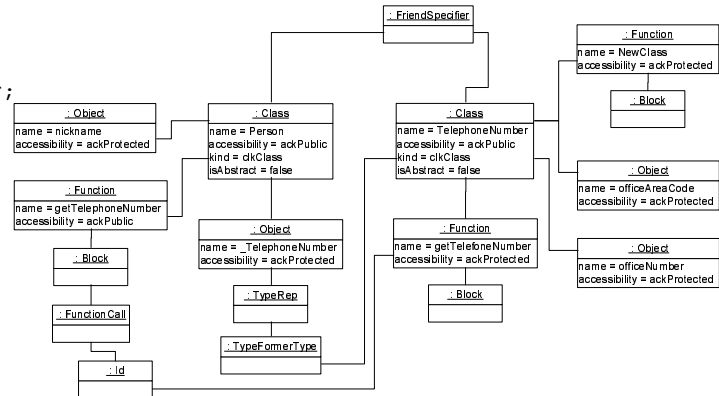 : FriendSpecifier
: Function
name = NewClass
accessibility = ackProtected
: Block
;
: Object
name = nickname
accessibility = ackProtected
: Class
name = Person
accessibility = ackPublic
kind = clkClass
isAbstract = false
: Class
name = TelephoneNumber
accessibility = ackPublic
kind = clkClass
isAbstract = false
: Object
name = officeAreaCode
accessibility = ackProtected
: Function
name = getTelephoneNumber
accessibility = ackPublic
: Object
name = _TelephoneNumber
accessibility = ackProtected
: Function
name = getTelefoneNumber
accessibility = ackProtected
: Object
name = officeNumber
accessibility = ackProtected
: Block
: TypeRep
: Block
: FunctionCall
: TypeFormerType
: Id